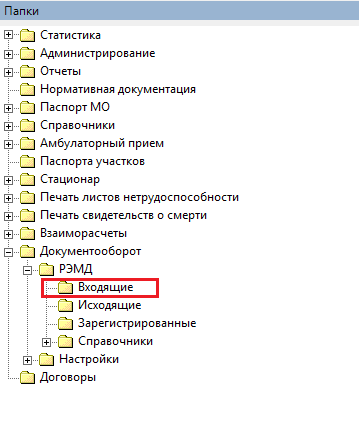 Папки
Статистика
Администрирование
Отчеты
Нормативная документация
Паспорт МО
Справочники
Амбулаторный прием
Паспорта участков
Стационар
Печать листов нетрудоспособности
Печать свидетельств о смерти
Взаиморасчеты
Документооборот
РЭМД
Входящие
Исходящие
Зарегистрированные
Справочники
Настройки
Договоры